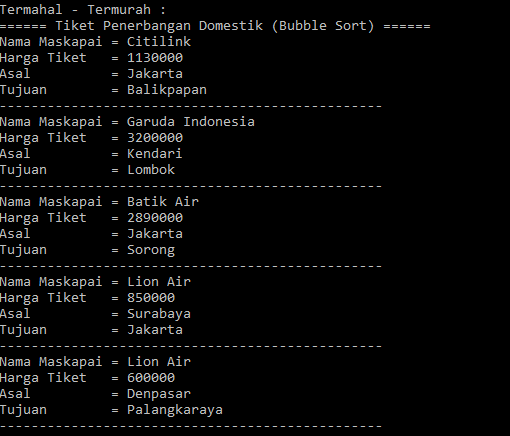 Termahal - Termurah :
====== Tiket Penerbangan Domestik (Bubble Sort) ======
Nama Maskapai = Citilink
Harga Tiket   = 1130000
Asal          = Jakarta
Tujuan        = Balikpapan
------------------------------------------------
Nama Maskapai = Garuda Indonesia
Harga Tiket   = 3200000
Asal          = Kendari
Tujuan        = Lombok
------------------------------------------------
Nama Maskapai = Batik Air
Harga Tiket   = 2890000
Asal          = Jakarta
Tujuan        = Sorong
------------------------------------------------
Nama Maskapai = Lion Air
Harga Tiket   = 850000
Asal          = Surabaya
Tujuan        = Jakarta
------------------------------------------------
Nama Maskapai = Lion Air
Harga Tiket   = 600000
Asal          = Denpasar
Tujuan        = Palangkaraya
------------------------------------------------